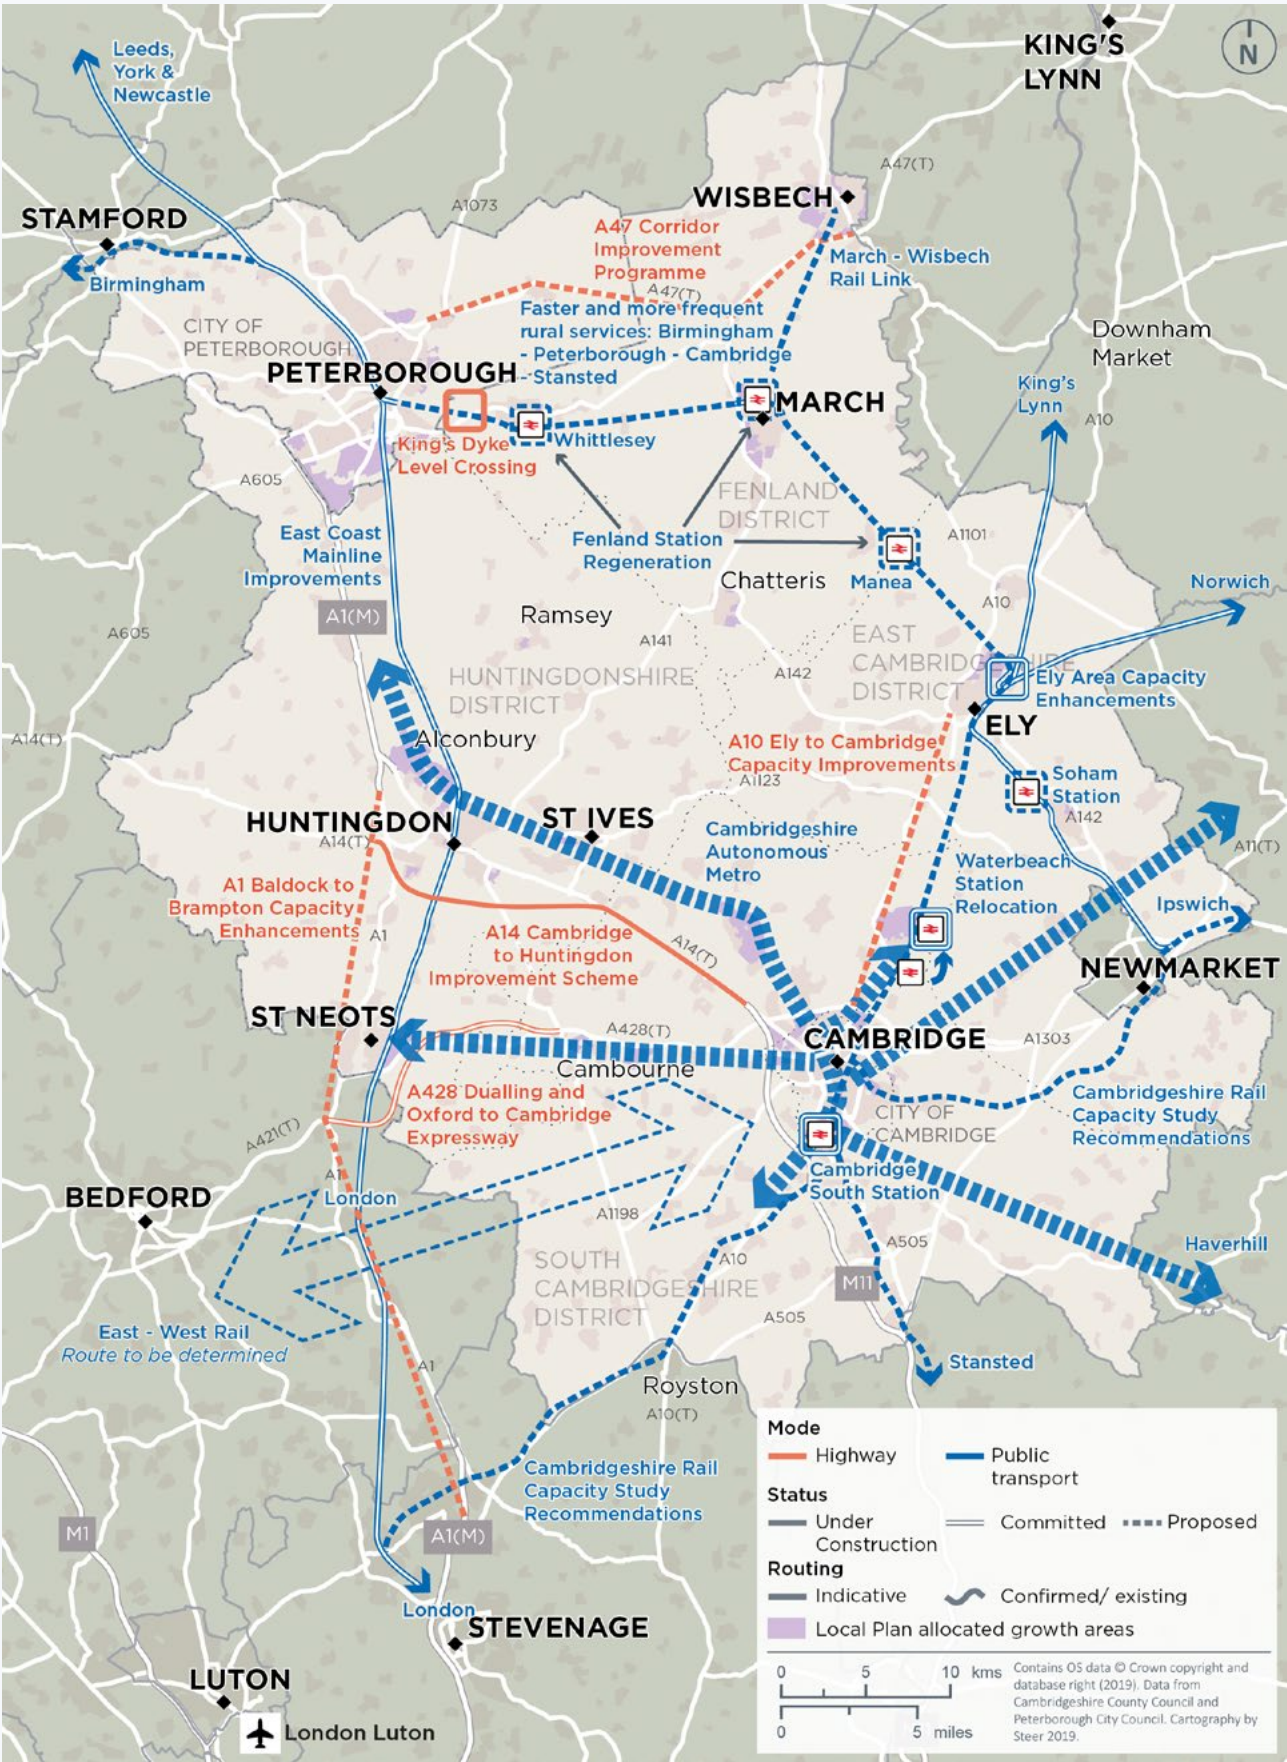 KING'S
LYNN
N
Leeds,
York &
Newcastle
A47(T)
WISBECH
A1073
STAMFORD
A47 Corridor
Improvement
Programme
March - Wisbech
Rail Link
Birmingham
A47(T)
Faster and more frequent
rural services: Birmingham
- Peterborough - Cambridge
- Stansted
CITY OF
PETERBOROUGH
Downham
Market
PETERBOROUGH
King's
Lynn
MARCH
A10
Whittlesey
King's Dyke
Level Crossing
A605
FENLAND
DISTRICT
East Coast
Mainline
Improvements
Fenland Station
Regeneration
A1101
Chatteris
Manea
Norwich
A1(M)
Ramsey
A10
A605
A141
EAST
CAMBRIDGESHIRE
DISTRICT
HUNTINGDONSHIRE
DISTRICT
A142
Ely Area Capacity
Enhancements
ELY
A14(T)
Alconbury
A10 Ely to Cambridge
Capacity Improvements
A1123
Soham
Station
HUNTINGDON
ST IVES
A142
A14(T)
Cambridgeshire
Autonomous
Metro
A11(T)
Waterbeach
Station
Relocation
A1 Baldock to
Brampton Capacity
Enhancements
Ipswich
A1
A14 Cambridge
to Huntingdon
Improvement Scheme
A14(T)
NEWMARKET
ST NEOTS
A428(T)
CAMBRIDGE
A1303
Cambourne
A428 Dualling and
Oxford to Cambridge
Expressway
Cambridgeshire Rail
Capacity Study
Recommendations
CITY OF
CAMBRIDGE
A421(T)
A1
Cambridge
South Station
BEDFORD
London
A1198
A505
Haverhill
SOUTH
CAMBRIDGESHIRE
DISTRICT
A10
M11
A505
East - West Rail
Route to be determined
A1
Stansted
Royston
A10(T)
Cambridgeshire Rail
Capacity Study
Recommendations
M1
A1(M)
London
STEVENAGE
LUTON
London Luton
Mode
Highway
Public
transport
Status
Under
Construction
Committed
Proposed
Routing
Indicative
Confirmed/ existing
Local Plan allocated growth areas
0 5 10 kms
0 5 miles
Contains OS data © Crown copyright and
database right (2019). Data from
Cambridgeshire County Council and
Peterborough City Council. Cartography by
Steer 2019.